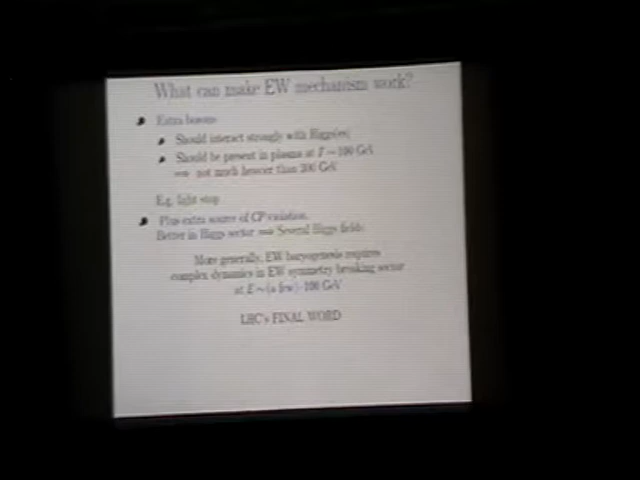 What can make EW mechanism work?
Extra bosons
Should interact strongly with Higgs(es)
Should be present in plasma at T ∼ 100 GeV
⟹ not much heavier than 300 GeV
E.g. light stop
Plus extra source of CP violation.
Better in Higgs sector ⟹ Several Higgs fields
More generally, EW baryogenesis requires
complex dynamics in EW symmetry breaking sector
at E ∼ (a few) · 100 GeV
LHC's FINAL WORD